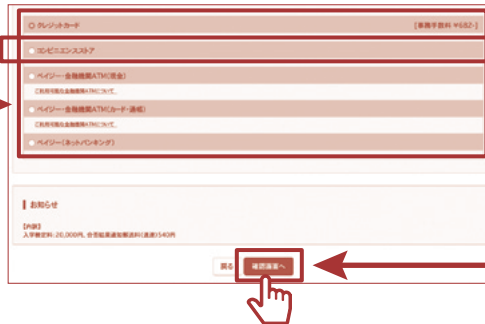 クレジットカード [事務手数料 ¥682-]
コンビニエンスストア
ペイジー・金融機関ATM(現金)
ご利用可能な金融機関ATMについて
ペイジー・金融機関ATM(カード・通帳)
ご利用可能な金融機関ATMについて
ペイジー(ネットバンキング)
お知らせ
【内訳】
入学検定料:20,000円、合否結果通知郵送料(速達)540円
戻る 確認画面へ